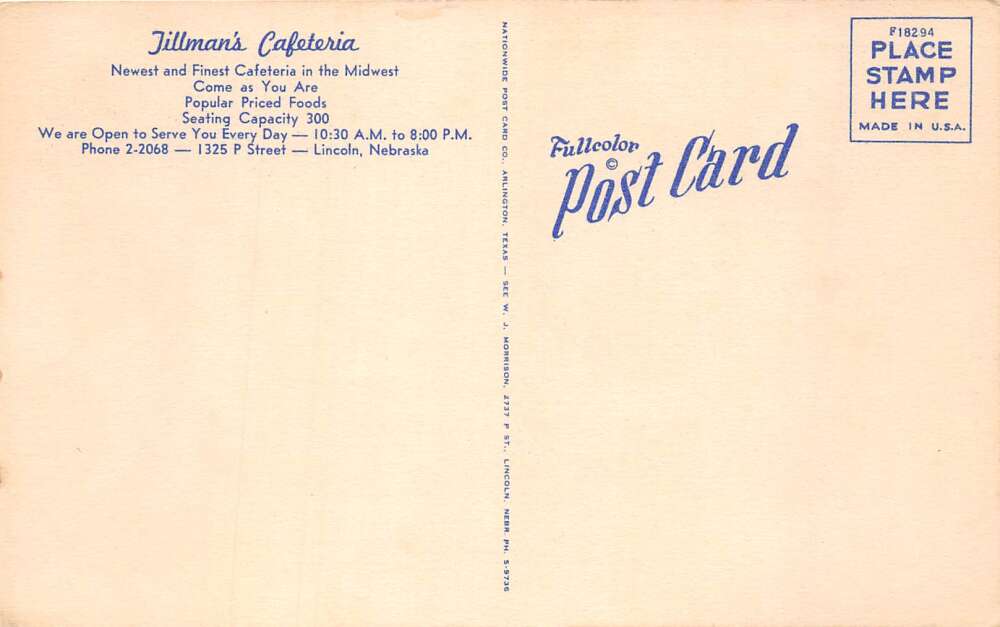 Tillman's Cafeteria
Newest and Finest Cafeteria in the Midwest
Come as You Are
Popular Priced Foods
Seating Capacity 300
We are Open to Serve You Every Day — 10:30 A.M. to 8:00 P.M.
Phone 2-2068 — 1325 P Street — Lincoln, Nebraska
NATIONWIDE POST CARD CO., ARLINGTON, TEXAS — SEE W. J. MORRISON, 2737 P ST., LINCOLN, NEBR. PH. 5-9736
Fullcolor
©
Post Card
F18294
PLACE
STAMP
HERE
MADE IN U.S.A.